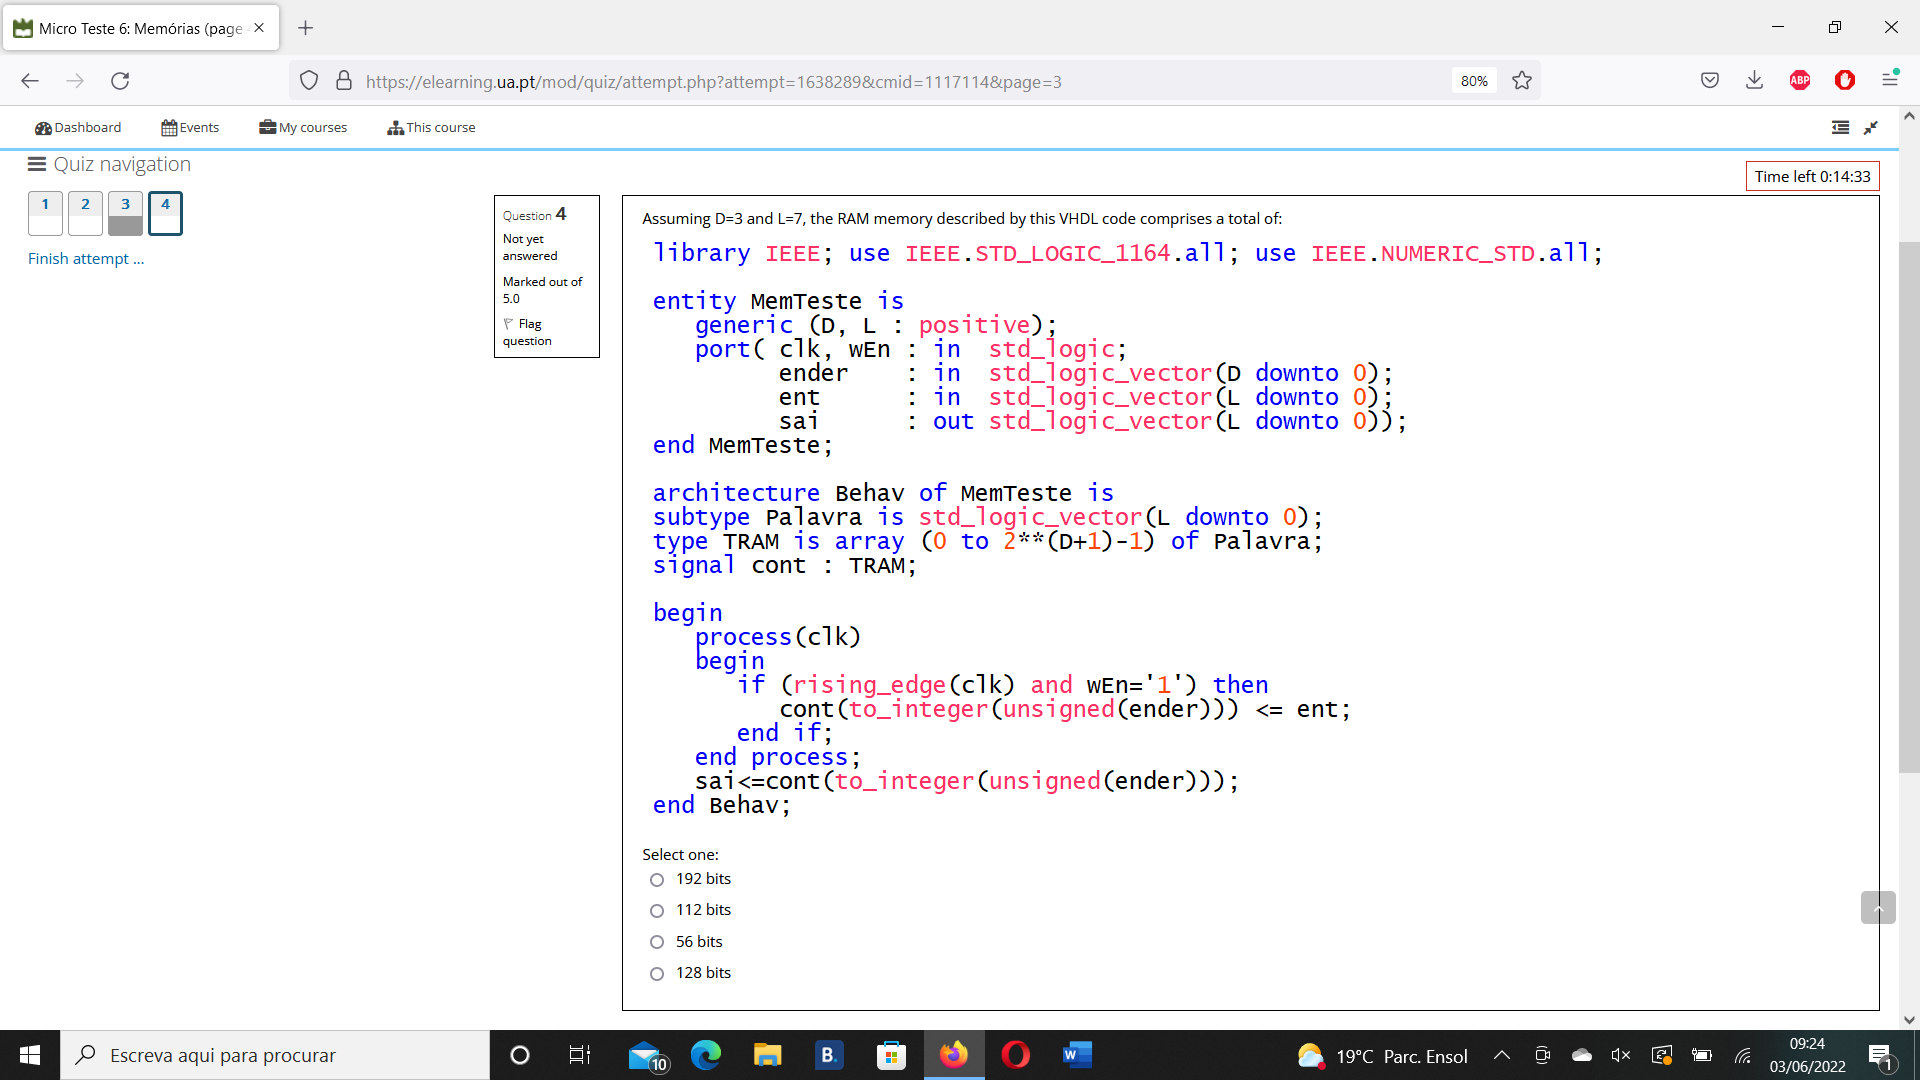 Micro Teste 6: Memórias (page
https://elearning.ua.pt/mod/quiz/attempt.php?attempt=1638289&cmid=1117114&page=3
80%
ABP
Dashboard Events My courses This course
Quiz navigation
Time left 0:14:33
1 2 3 4
Finish attempt ...
Question 4
Not yet
answered
Marked out of
5.0
Flag
question
Assuming D=3 and L=7, the RAM memory described by this VHDL code comprises a total of:
library IEEE; use IEEE.STD_LOGIC_1164.all; use IEEE.NUMERIC_STD.all;
entity MemTeste is
generic (D, L : positive);
port( clk, wEn : in std_logic;
ender : in std_logic_vector(D downto 0);
ent : in std_logic_vector(L downto 0);
sai : out std_logic_vector(L downto 0));
end MemTeste;
architecture Behav of MemTeste is
subtype Palavra is std_logic_vector(L downto 0);
type TRAM is array (0 to 2**(D+1)-1) of Palavra;
signal cont : TRAM;
begin
process(clk)
begin
if (rising_edge(clk) and wEn='1') then
cont(to_integer(unsigned(ender))) <= ent;
end if;
end process;
sai<=cont(to_integer(unsigned(ender)));
end Behav;
Select one:
192 bits
112 bits
56 bits
128 bits
Escreva aqui para procurar
10
B.
W
19°C Parc. Ensol
09:24
03/06/2022
1